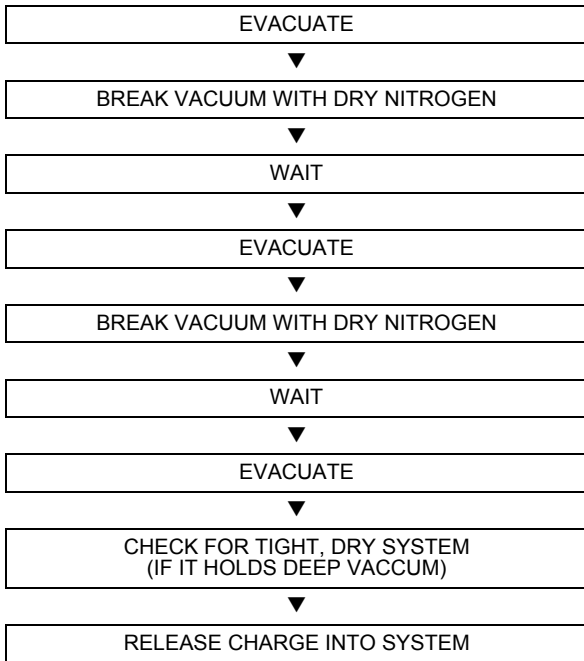 EVACUATE
BREAK VACUUM WITH DRY NITROGEN
WAIT
EVACUATE
BREAK VACUUM WITH DRY NITROGEN
WAIT
EVACUATE
CHECK FOR TIGHT, DRY SYSTEM
(IF IT HOLDS DEEP VACCUM)
RELEASE CHARGE INTO SYSTEM